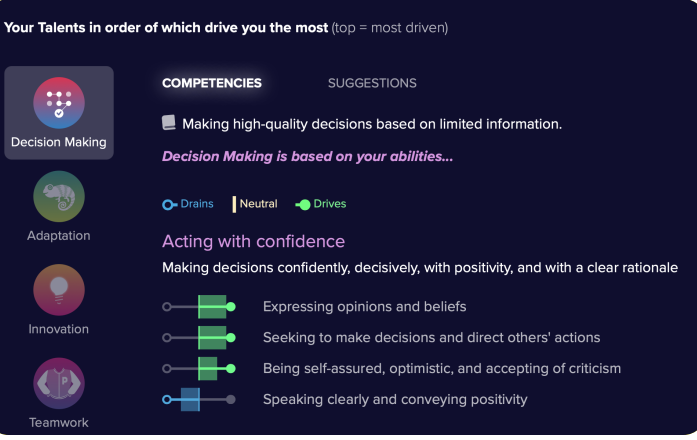 Your Talents in order of which drive you the most (top = most driven)
COMPETENCIES SUGGESTIONS
Making high-quality decisions based on limited information.
Decision Making
Decision Making is based on your abilities...
Drains Neutral Drives
Adaptation
Acting with confidence
Making decisions confidently, decisively, with positivity, and with a clear rationale
Expressing opinions and beliefs
Innovation
Seeking to make decisions and direct others' actions
Being self-assured, optimistic, and accepting of criticism
P
Speaking clearly and conveying positivity
Teamwork